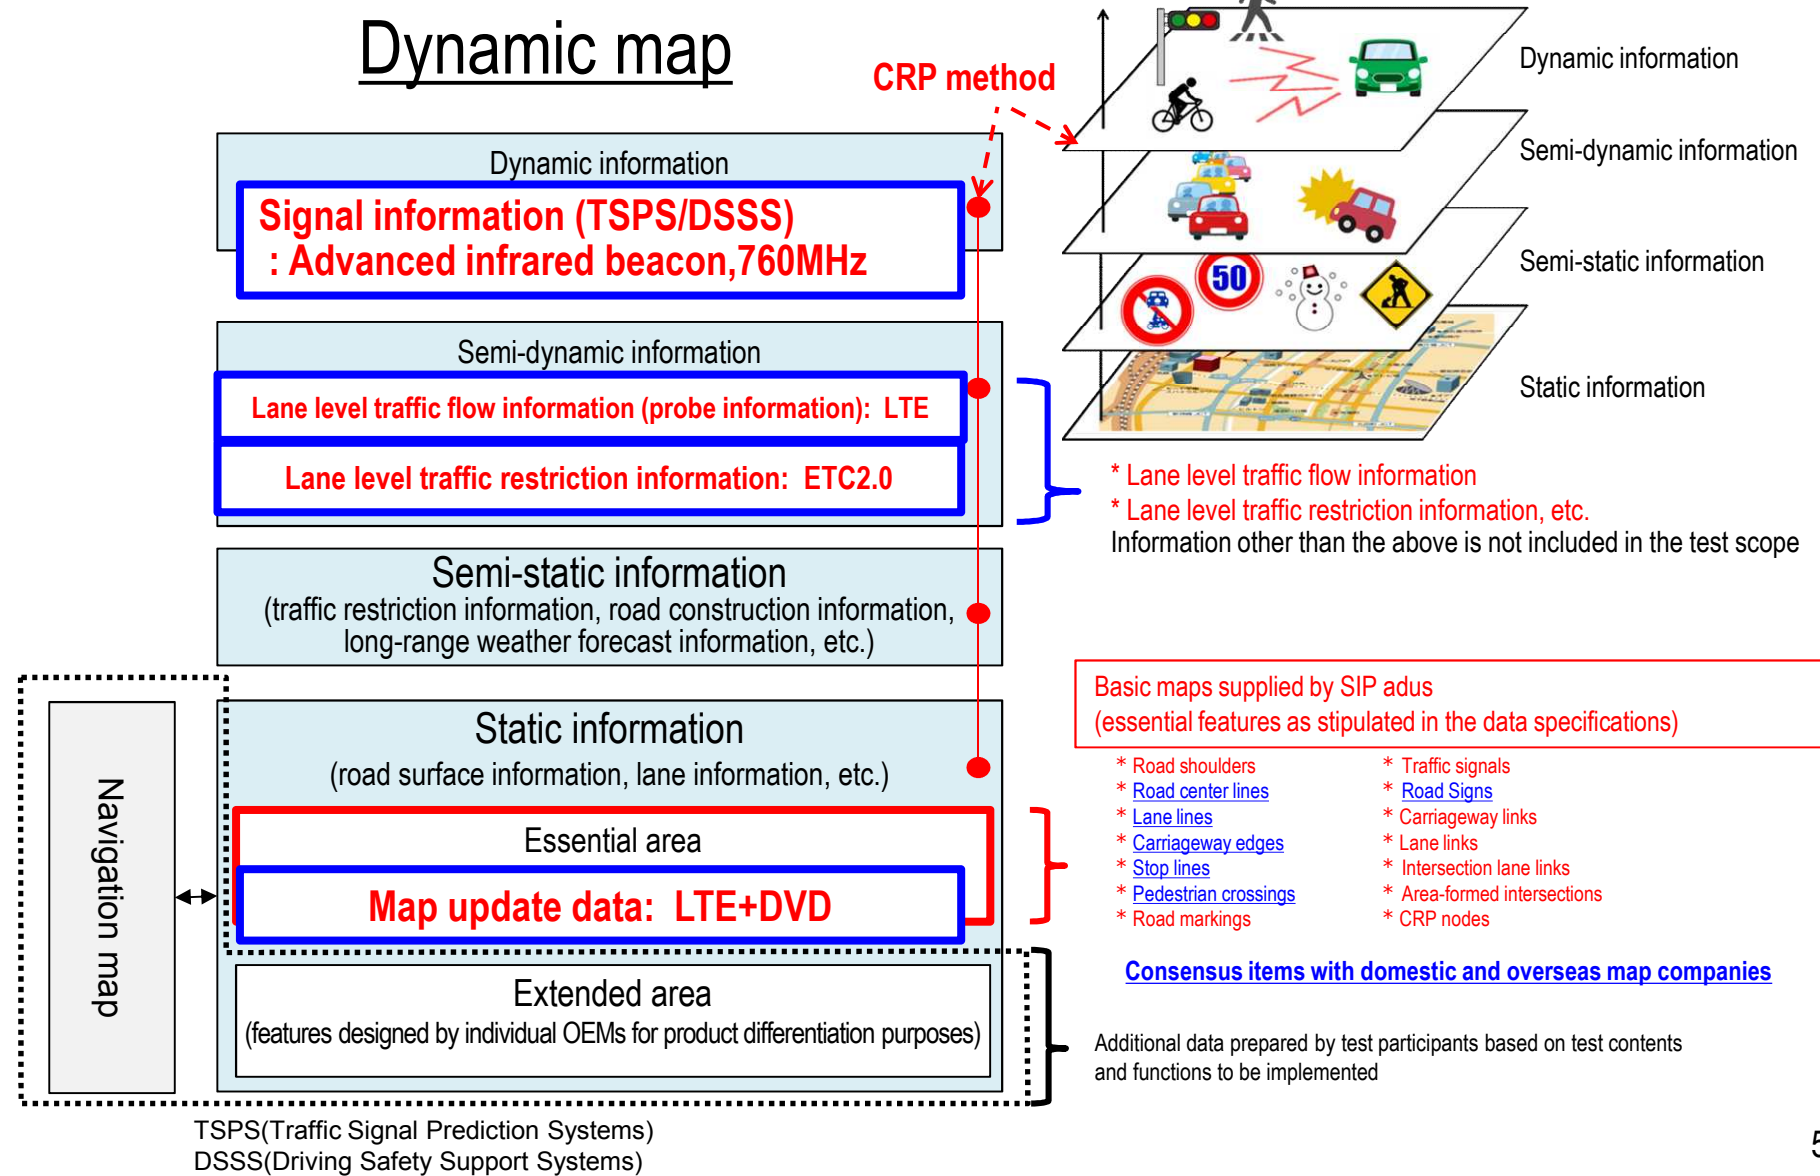 Dynamic map
CRP method
Dynamic information
Signal information (TSPS/DSSS)
: Advanced infrared beacon,760MHz
Semi-dynamic information
Lane level traffic flow information (probe information): LTE
Lane level traffic restriction information: ETC2.0
Semi-static information
(traffic restriction information, road construction information,
long-range weather forecast information, etc.)
Navigation map
Static information
(road surface information, lane information, etc.)
Essential area
Map update data: LTE+DVD
Extended area
(features designed by individual OEMs for product differentiation purposes)
TSPS(Traffic Signal Prediction Systems)
DSSS(Driving Safety Support Systems)
Dynamic information
Semi-dynamic information
50
Semi-static information
Static information
* Lane level traffic flow information
* Lane level traffic restriction information, etc.
Information other than the above is not included in the test scope
Basic maps supplied by SIP adus
(essential features as stipulated in the data specifications)
* Road shoulders
* Road center lines
* Lane lines
* Carriageway edges
* Stop lines
* Pedestrian crossings
* Road markings
* Traffic signals
* Road Signs
* Carriageway links
* Lane links
* Intersection lane links
* Area-formed intersections
* CRP nodes
Consensus items with domestic and overseas map companies
Additional data prepared by test participants based on test contents
and functions to be implemented
5